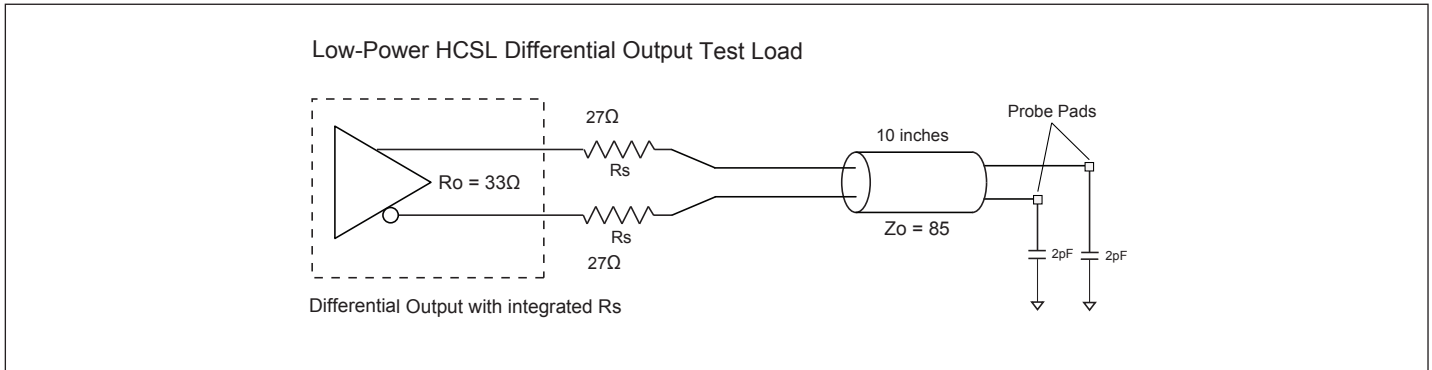 Low-Power HCSL Differential Output Test Load
27Ω
Rs
Ro = 33Ω
Rs
27Ω
10 inches
Zo = 85
Probe Pads
2pF
2pF
Differential Output with integrated Rs